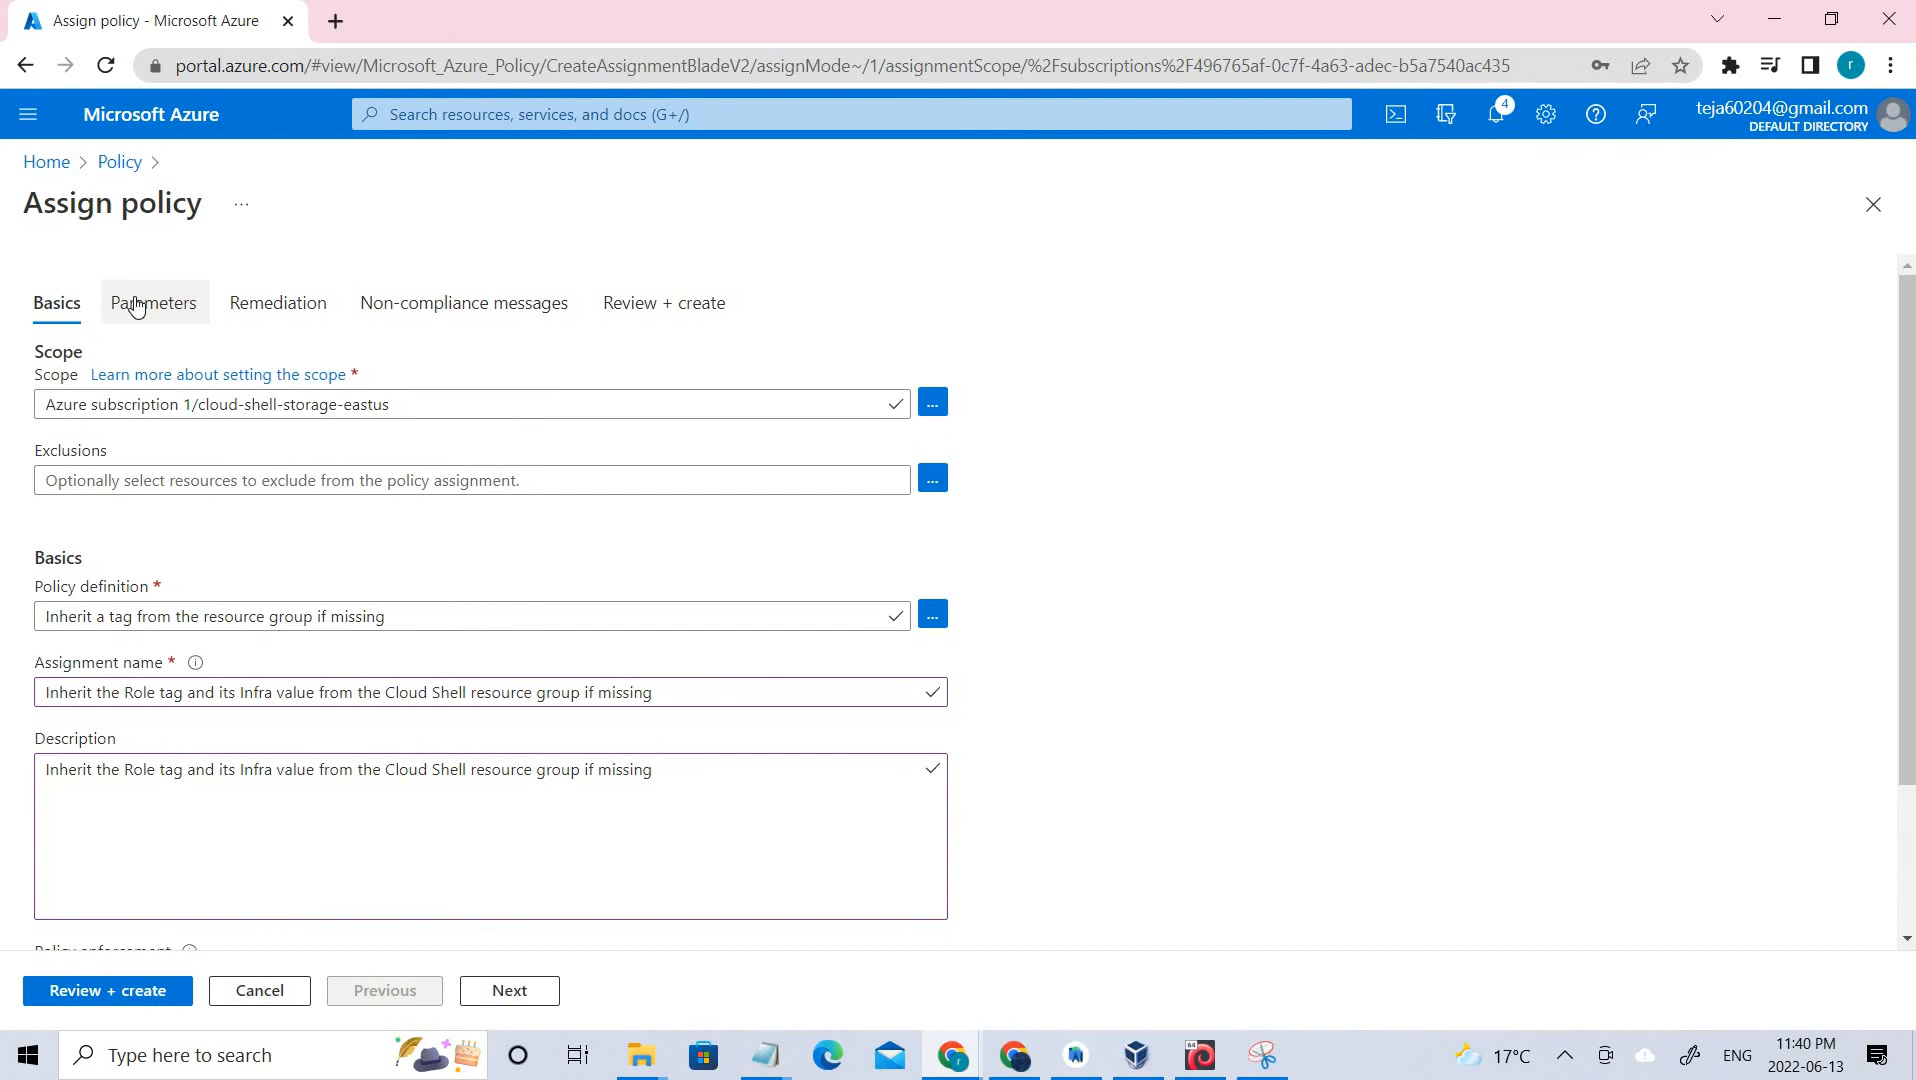 Assign policy - Microsoft Azure
portal.azure.com/#view/Microsoft_Azure_Policy/CreateAssignmentBladeV2/assignMode~/1/assignmentScope/%2Fsubscriptions%2F496765af-0c7f-4a63-adec-b5a7540ac435
r
Microsoft Azure
Search resources, services, and docs (G+/)
4
teja60204@gmail.com
DEFAULT DIRECTORY
Home > Policy >
Assign policy ...
Basics Parameters Remediation Non-compliance messages Review + create
Scope
Scope Learn more about setting the scope *
Azure subscription 1/cloud-shell-storage-eastus
...
Exclusions
Optionally select resources to exclude from the policy assignment.
...
Basics
Policy definition *
Inherit a tag from the resource group if missing
...
Assignment name *
Inherit the Role tag and its Infra value from the Cloud Shell resource group if missing
Description
Inherit the Role tag and its Infra value from the Cloud Shell resource group if missing
Policy enforcement
Review + create Cancel Previous Next
Type here to search
64
17°C
ENG
11:40 PM
2022-06-13